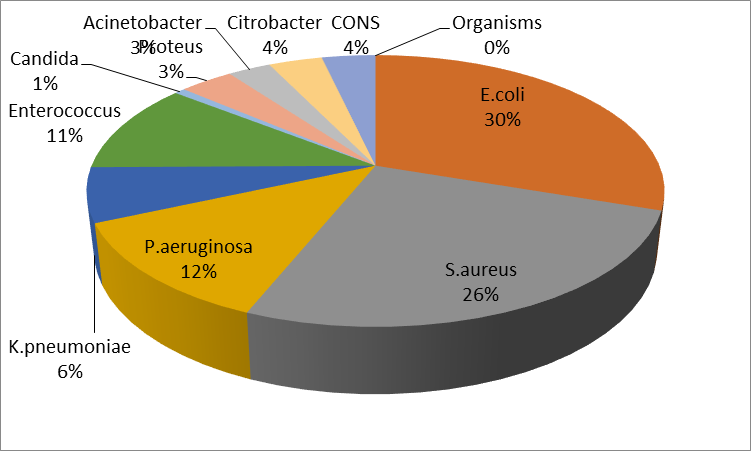 Acinetobacter
3%
Citrobacter
4%
CONS
4%
Organisms
0%
Proteus
3%
Candida
1%
E.coli
30%
Enterococcus
11%
P.aeruginosa
12%
S.aureus
26%
K.pneumoniae
6%